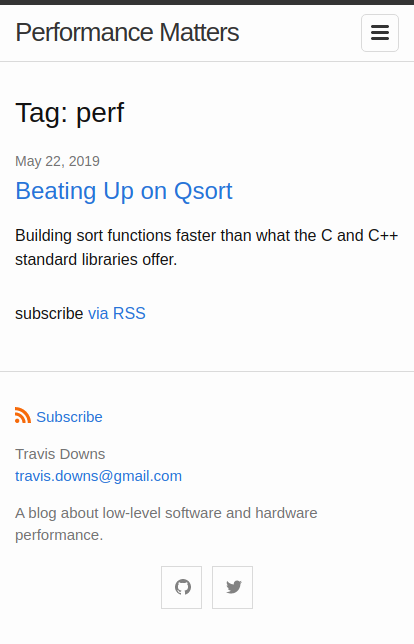 Performance Matters
Tag: perf
May 22, 2019
Beating Up on Qsort
Building sort functions faster than what the C and C++
standard libraries offer.
subscribe via RSS
Subscribe
Travis Downs
travis.downs@gmail.com
A blog about low-level software and hardware
performance.